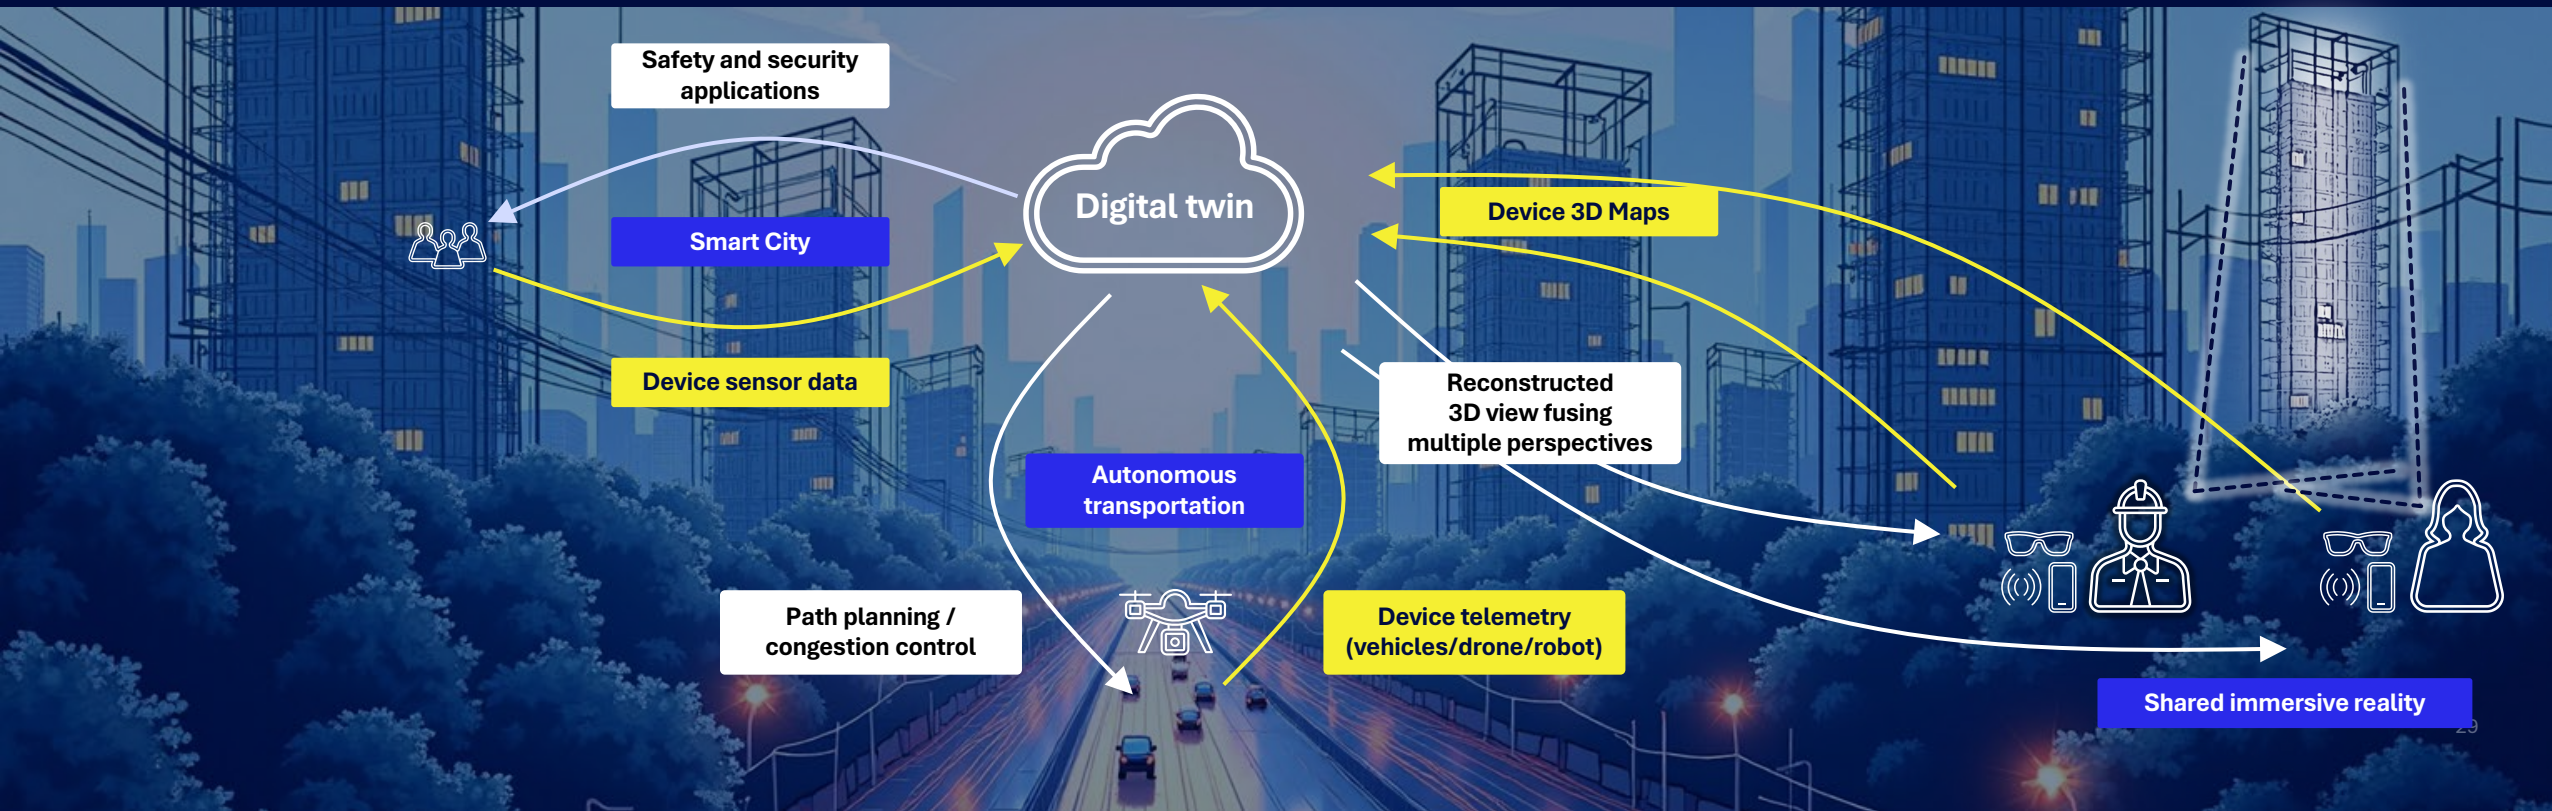 Safety and security
applications
Smart City
Device sensor data
Digital twin
Device 3D Maps
Reconstructed
3D view fusing
multiple perspectives
Autonomous
transportation
Path planning /
congestion control
Device telemetry
(vehicles/drone/robot)
Shared immersive reality
29